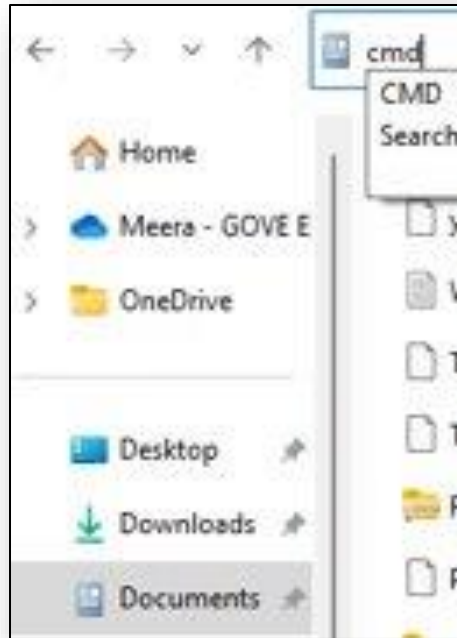 cmd
CMD
Search
Home
Meera - GOVE E
OneDrive
Desktop
Downloads
Documents